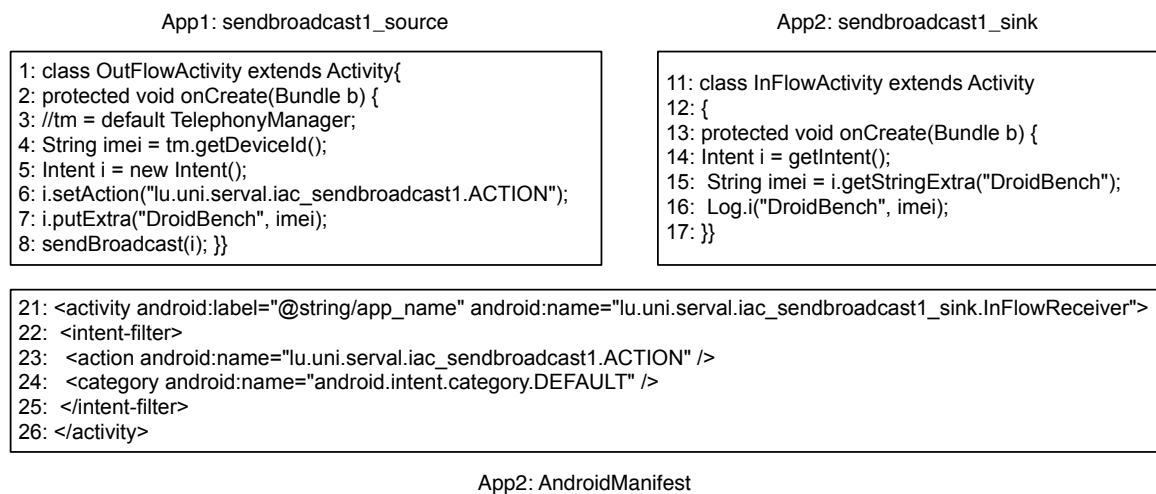 App1: sendbroadcast1_source
1: class OutFlowActivity extends Activity{
2: protected void onCreate(Bundle b) {
3: //tm = default TelephonyManager;
4: String imei = tm.getDeviceId();
5: Intent i = new Intent();
6: i.setAction("lu.uni.serval.iac_sendbroadcast1.ACTION");
7: i.putExtra("DroidBench", imei);
8: sendBroadcast(i); }}
App2: sendbroadcast1_sink
11: class InFlowActivity extends Activity
12: {
13: protected void onCreate(Bundle b) {
14: Intent i = getIntent();
15:  String imei = i.getStringExtra("DroidBench");
16:  Log.i("DroidBench", imei);
17: }}
21: <activity android:label="@string/app_name" android:name="lu.uni.serval.iac_sendbroadcast1_sink.InFlowReceiver">
22:  <intent-filter>
23:   <action android:name="lu.uni.serval.iac_sendbroadcast1.ACTION" />
24:   <category android:name="android.intent.category.DEFAULT" />
25:  </intent-filter>
26: </activity>
App2: AndroidManifest